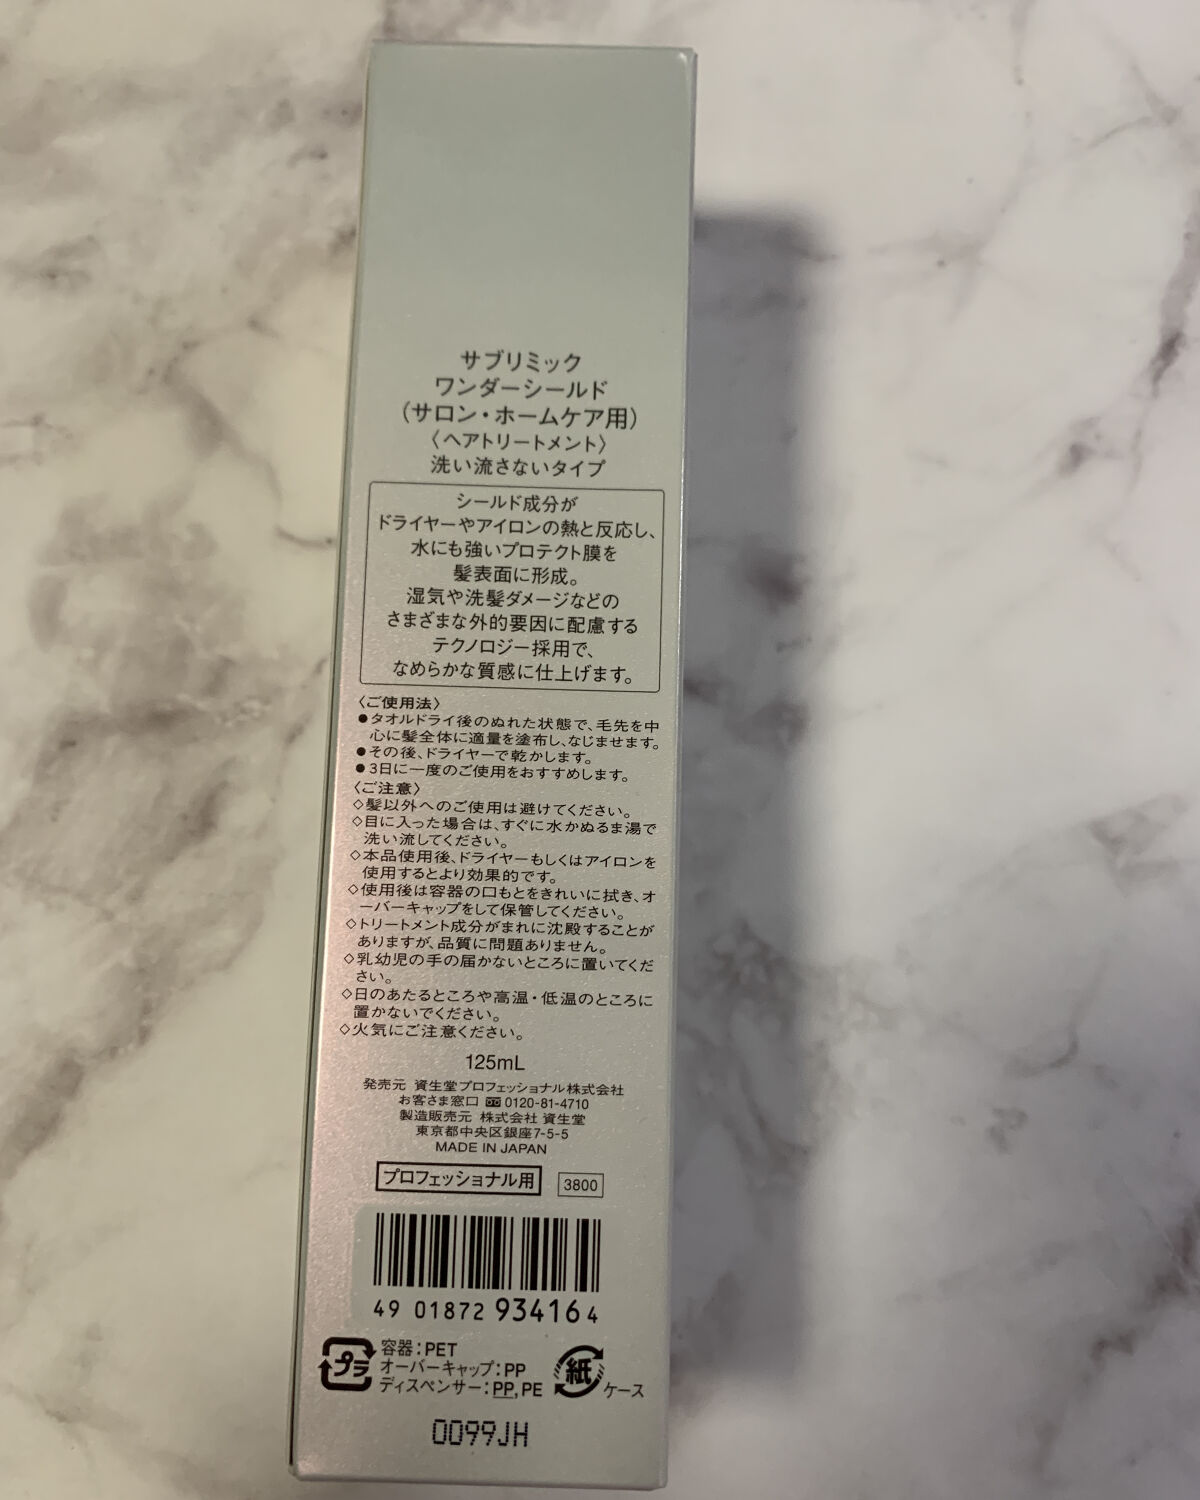 サブリミック
ワンダーシールド
（サロン・ホームケア用）
〈ヘアトリートメント〉
洗い流さないタイプ
シールド成分が
ドライヤーやアイロンの熱と反応し、
水にも強いプロテクト膜を
髪表面に形成。
湿気や洗髪ダメージなどの
さまざまな外的要因に配慮する
テクノロジー採用で、
なめらかな質感に仕上げます。
〈ご使用法〉
●タオルドライ後のぬれた状態で、毛先を中
心に髪全体に適量を塗布し、なじませます。
●その後、ドライヤーで乾かします。
●3日に一度のご使用をおすすめします。
〈ご注意〉
◇髪以外へのご使用は避けてください。
◇目に入った場合は、すぐに水かぬるま湯で
洗い流してください。
◇本品使用後、ドライヤーもしくはアイロンを
使用するとより効果的です。
◇使用後は容器の口もとをきれいに拭き、オ
ーバーキャップをして保管してください。
◇トリートメント成分がまれに沈殿することが
ありますが、品質に問題ありません。
◇乳幼児の手の届かないところに置いてくだ
さい。
◇日のあたるところや高温・低温のところに
置かないでください。
◇火気にご注意ください。
125mL
発売元 資生堂プロフェッショナル株式会社
お客さま窓口 0120-81-4710
製造販売元 株式会社 資生堂
東京都中央区銀座7-5-5
MADE IN JAPAN
プロフェッショナル用 3800
49 01872 934164
プラ 容器：PET
オーバーキャップ：PP
ディスペンサー：PP,PE
紙 ケース
0099JH